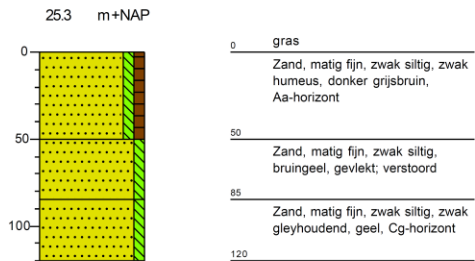 25.3 m+NAP
0
50
100
0 gras
Zand, matig fijn, zwak siltig, zwak
humeus, donker grijsbruin,
Aa-horizont
50
Zand, matig fijn, zwak siltig,
bruingeel, gevlekt; verstoord
85
Zand, matig fijn, zwak siltig, zwak
gleyhoudend, geel, Cg-horizont
120